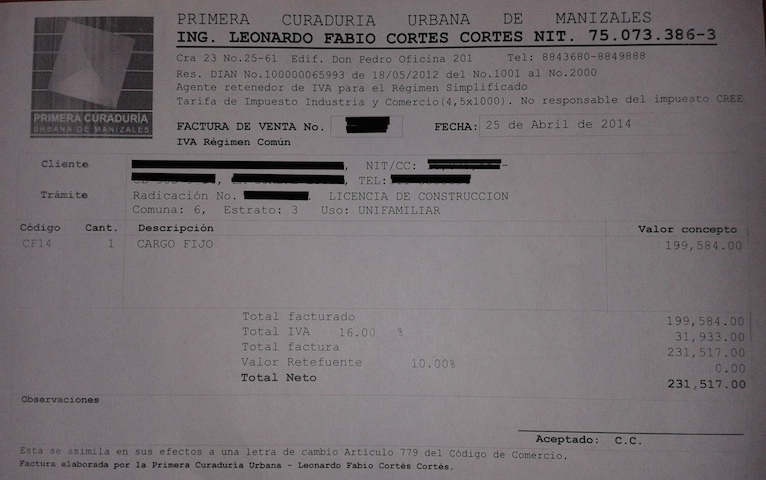 PRIMERA CURADURIA URBANA DE MANIZALES
ING. LEONARDO FABIO CORTES CORTES NIT. 75.073.386-3
Cra 23 No.25-61 Edif. Don Pedro Oficina 201 Tel: 8843680-8849888
Res. DIAN No.100000065993 de 18/05/2012 del No.1001 al No.2000
Agente retenedor de IVA para el Régimen Simplificado
Tarifa de Impuesto Industria y Comercio(4,5x1000). No responsable del impuesto CREE
PRIMERA CURADURÍA
URBANA DE MANIZALES
FACTURA DE VENTA No. FECHA: 25 de Abril de 2014
IVA Régimen Común
Cliente , NIT/CC:
, TEL:
Trámite Radicación No. , LICENCIA DE CONSTRUCCION
Comuna: 6, Estrato: 3 Uso: UNIFAMILIAR
Código Cant. Descripción Valor concepto
CF14 1 CARGO FIJO 199,584.00
Total facturado 199,584.00
Total IVA 16.00 % 31,933.00
Total factura 231,517.00
Valor Retefuente 10.00% 0.00
Total Neto 231,517.00
Observaciones
Aceptado: C.C.
Esta se asimila en sus efectos a una letra de cambio Artículo 779 del Código de Comercio.
Factura elaborada por la Primera Curaduría Urbana - Leonardo Fabio Cortés Cortés.